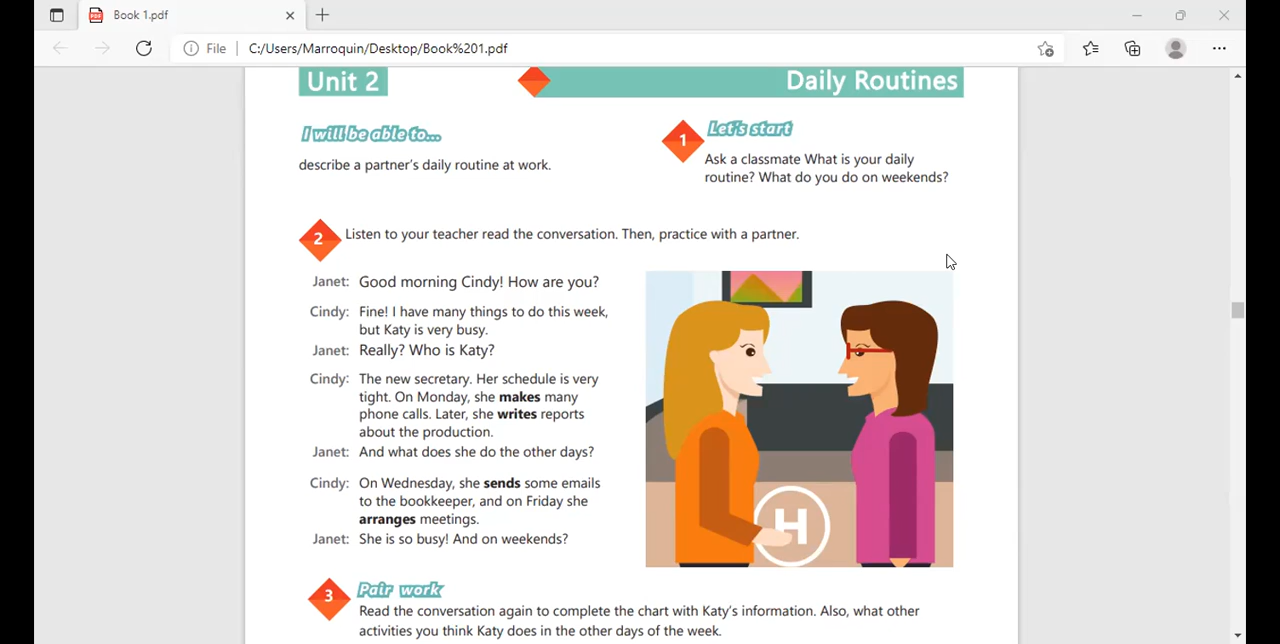 PDF
Book 1.pdf
File
C:/Users/Marroquin/Desktop/Book%201.pdf
Unit 2
Daily Routines
I will be able to...
describe a partner's daily routine at work.
1
Let's start
Ask a classmate What is your daily
routine? What do you do on weekends?
2
Listen to your teacher read the conversation. Then, practice with a partner.
Janet: Good morning Cindy! How are you?
Cindy: Fine! I have many things to do this week,
but Katy is very busy.
Janet: Really? Who is Katy?
Cindy: The new secretary. Her schedule is very
tight. On Monday, she makes many
phone calls. Later, she writes reports
about the production.
Janet: And what does she do the other days?
Cindy: On Wednesday, she sends some emails
to the bookkeeper, and on Friday she
arranges meetings.
Janet: She is so busy! And on weekends?
H
3
Pair work
Read the conversation again to complete the chart with Katy's information. Also, what other
activities you think Katy does in the other days of the week.